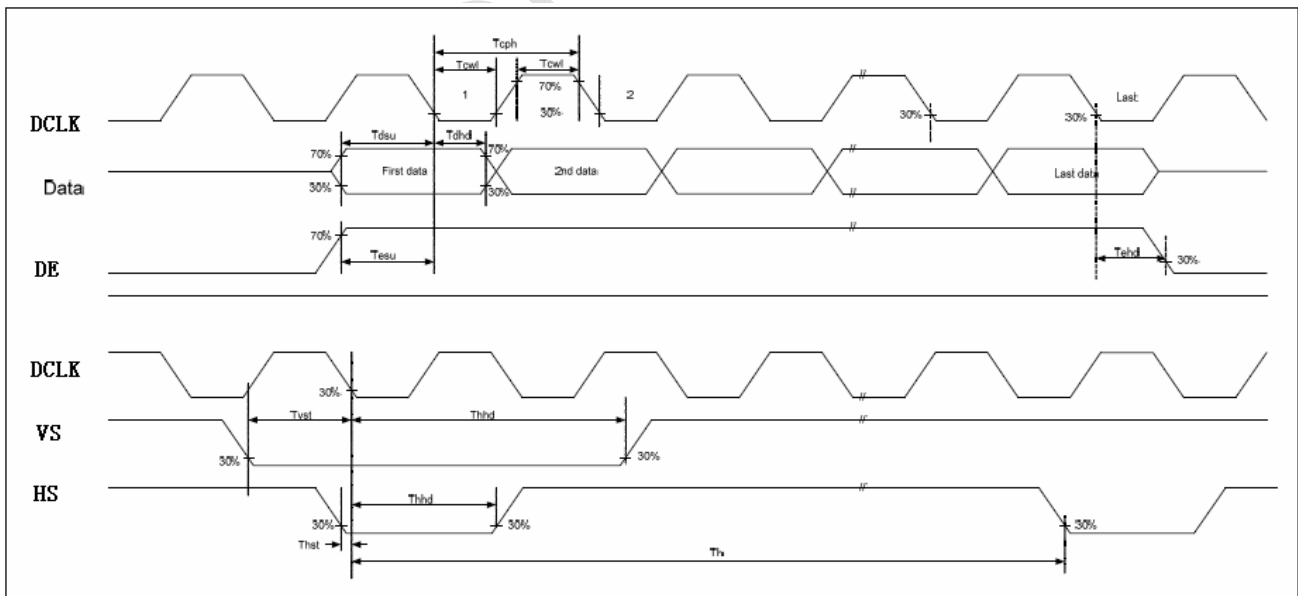 Tcph
Tcwl Tcwl
1 70% 2 Last
30% 30% 30%
DCLK
Tdsu Tdhd
70% 70%
First data 2nd data Last data
Data 30% 30%
70%
Tesu Tehd 30%
DE
DCLK
30%
Tvst Thhd
VS
30% 30%
HS
Thhd
30% 30% 30%
Thst
Th